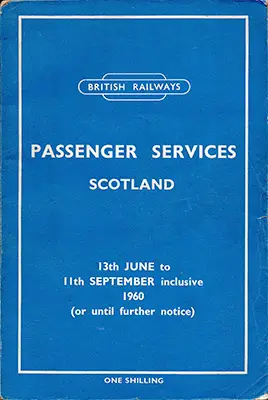 BRITISH RAILWAYS
PASSENGER SERVICES
SCOTLAND
13th JUNE to
11th SEPTEMBER inclusive
1960
(or until further notice)
ONE SHILLING